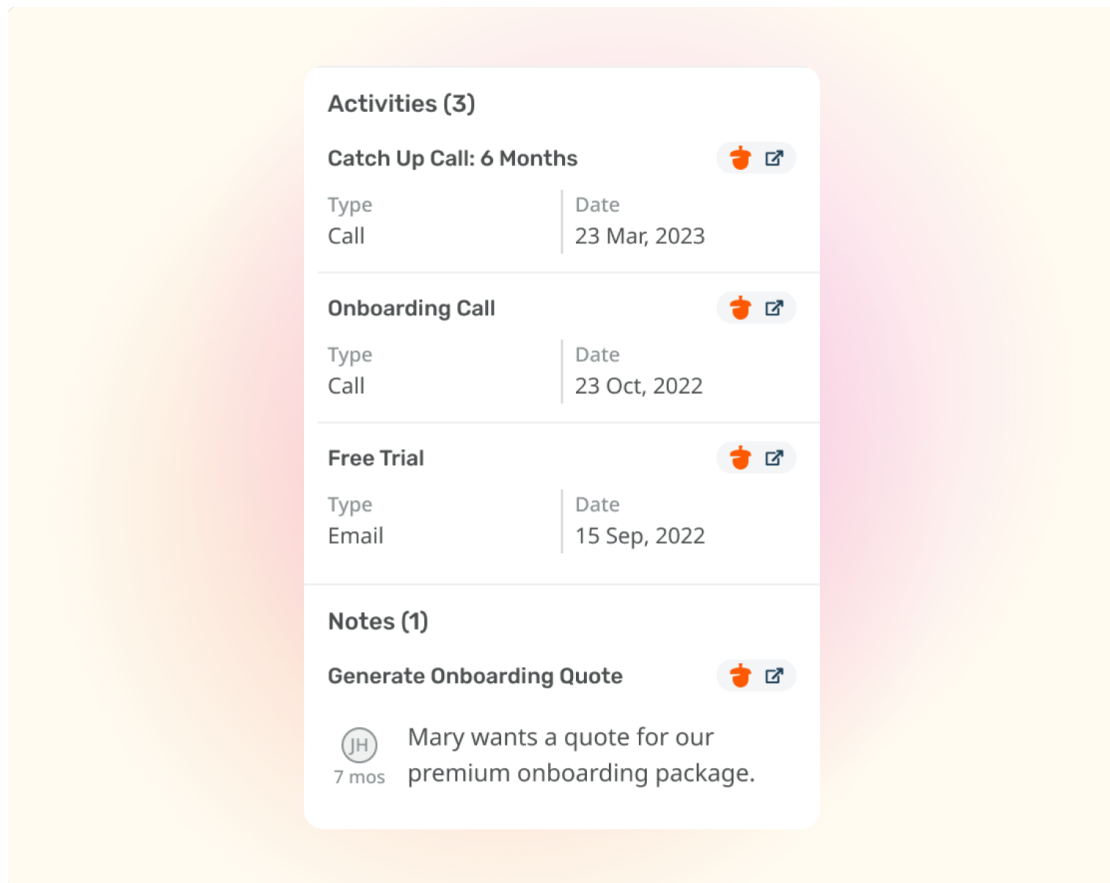 Activities (3)
Catch Up Call: 6 Months
Type Date
Call 23 Mar, 2023
Onboarding Call
Type Date
Call 23 Oct, 2022
Free Trial
Type Date
Email 15 Sep, 2022
Notes (1)
Generate Onboarding Quote
JH
7 mos
Mary wants a quote for our
premium onboarding package.